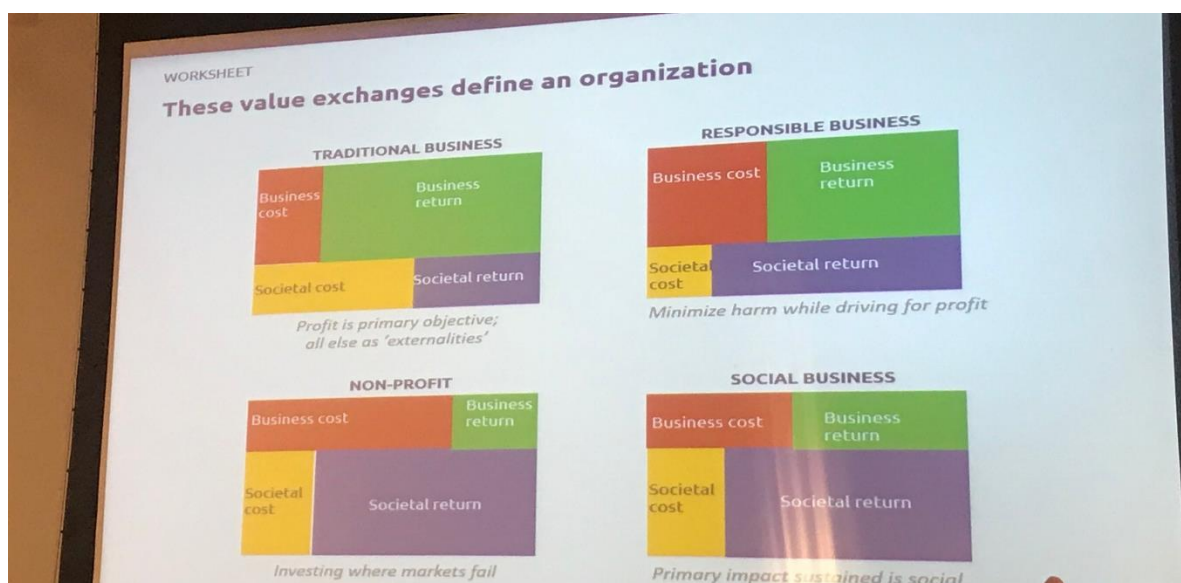 WORKSHEET
These value exchanges define an organization
TRADITIONAL BUSINESS
Business
cost
Business
return
Societal cost
Societal return
Profit is primary objective;
all else as 'externalities'
RESPONSIBLE BUSINESS
Business cost
Business
return
Societal
cost
Societal return
Minimize harm while driving for profit
NON-PROFIT
Business cost
Business
return
Societal
cost
Societal return
Investing where markets fail
SOCIAL BUSINESS
Business cost
Business
return
Societal
cost
Societal return
Primary impact sustained is social